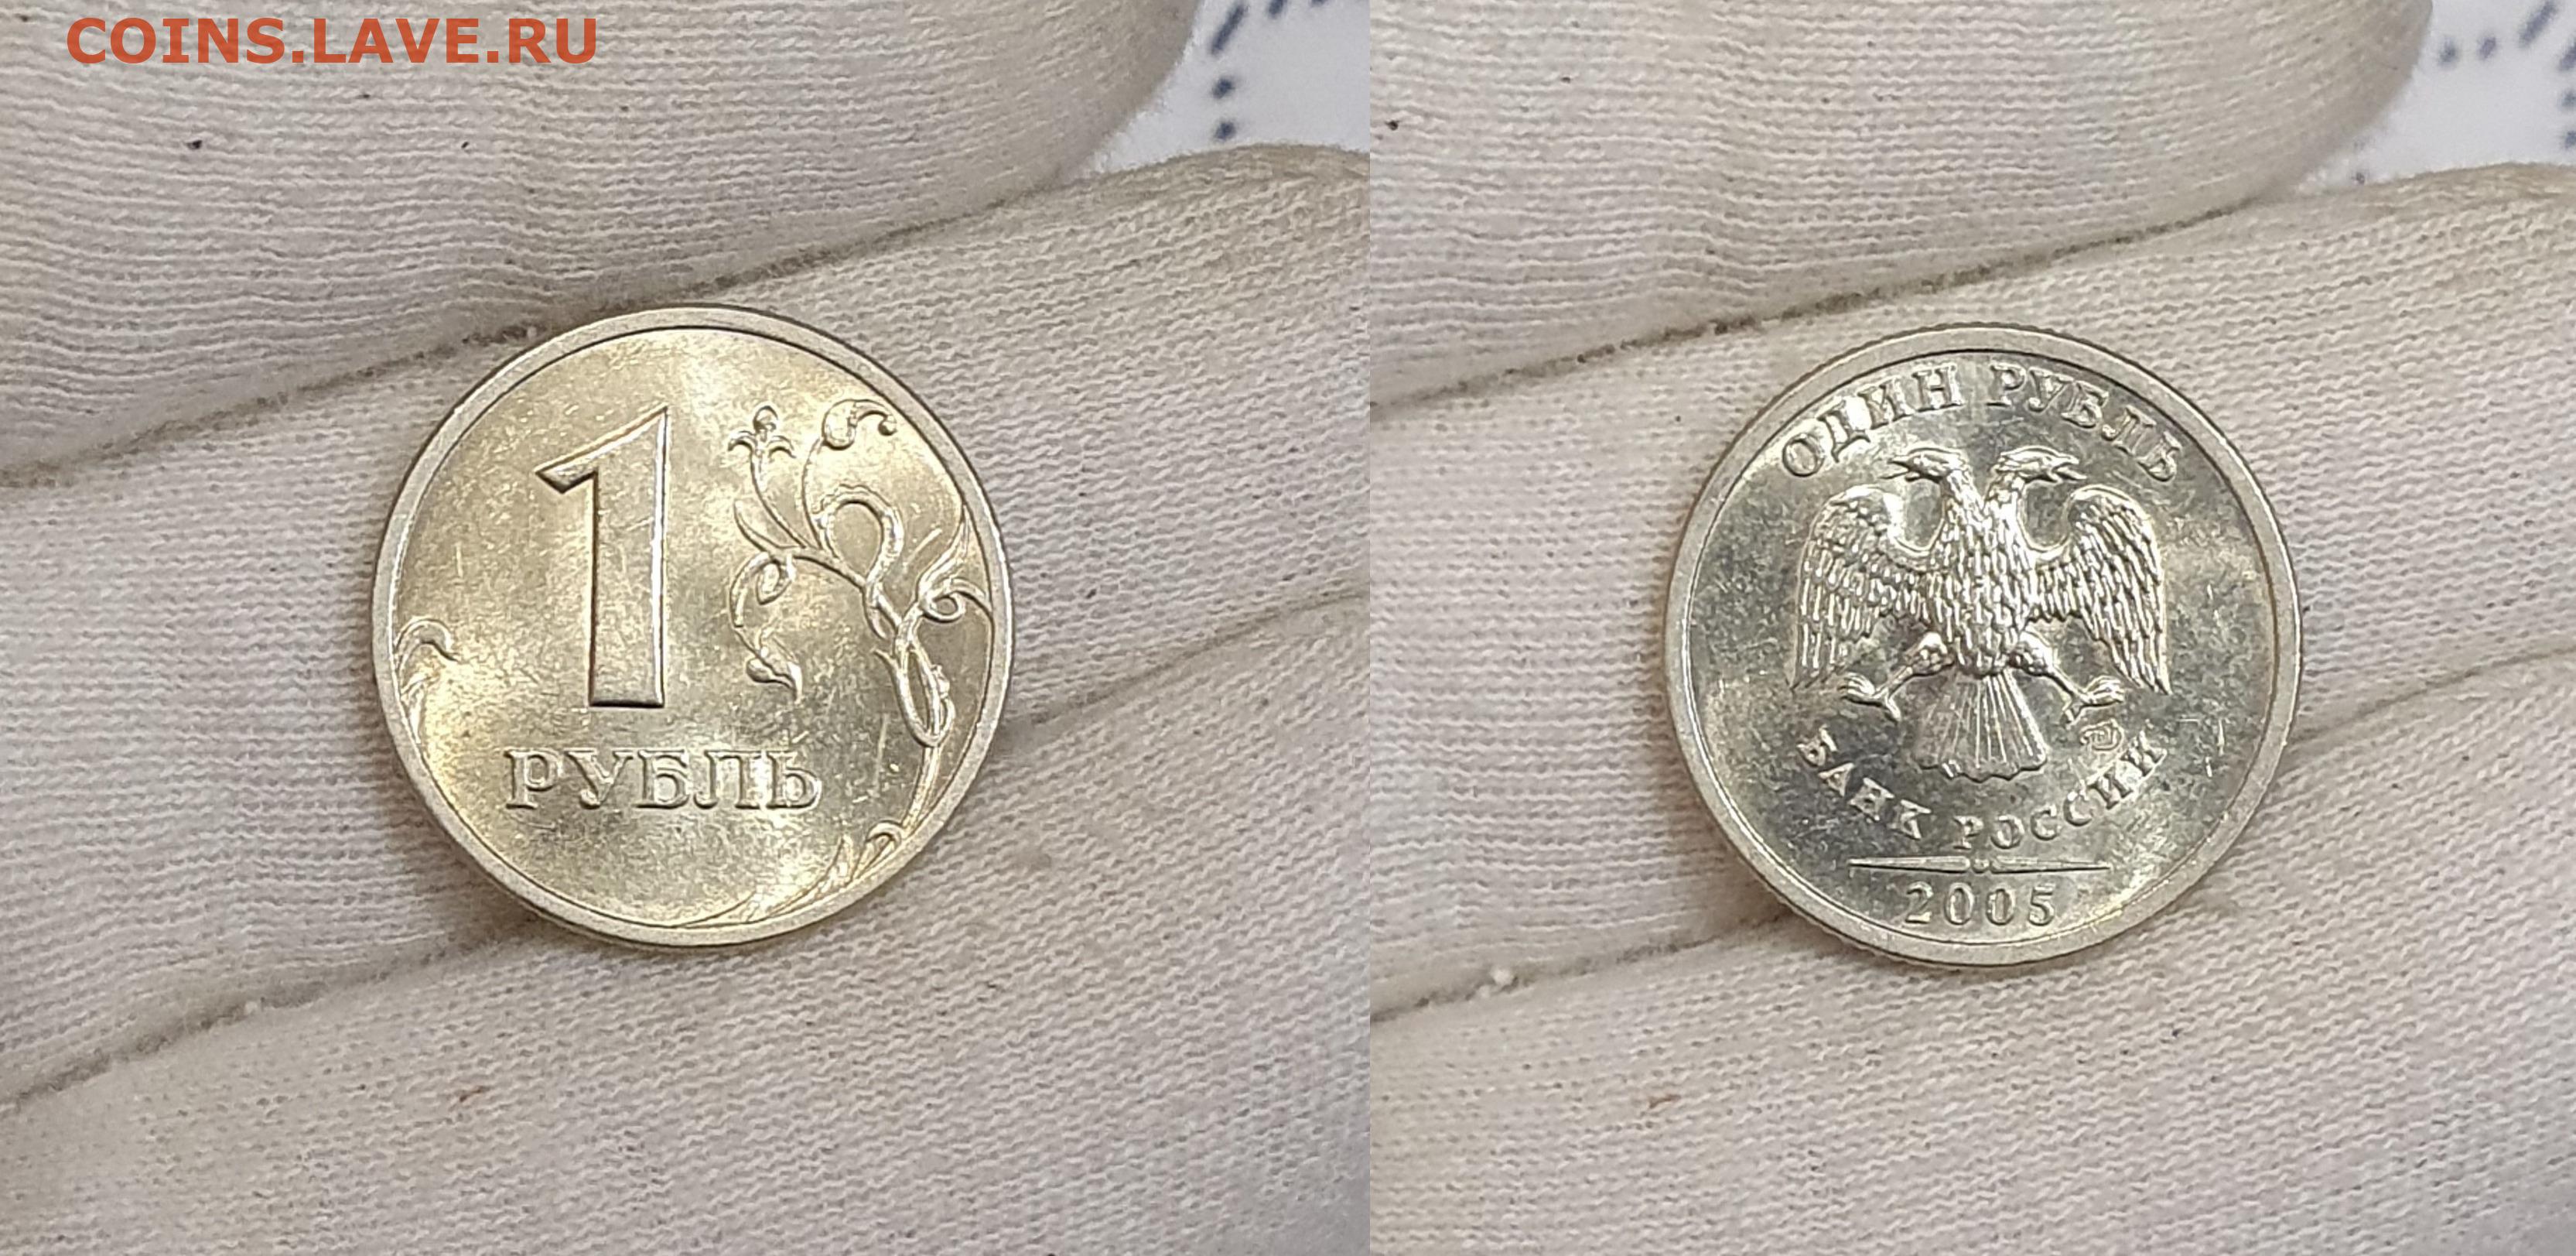 COINS.LAVE.RU
1
РУБЛЬ
ОДИН РУБЛЬ
БАНК РОССИИ
2005